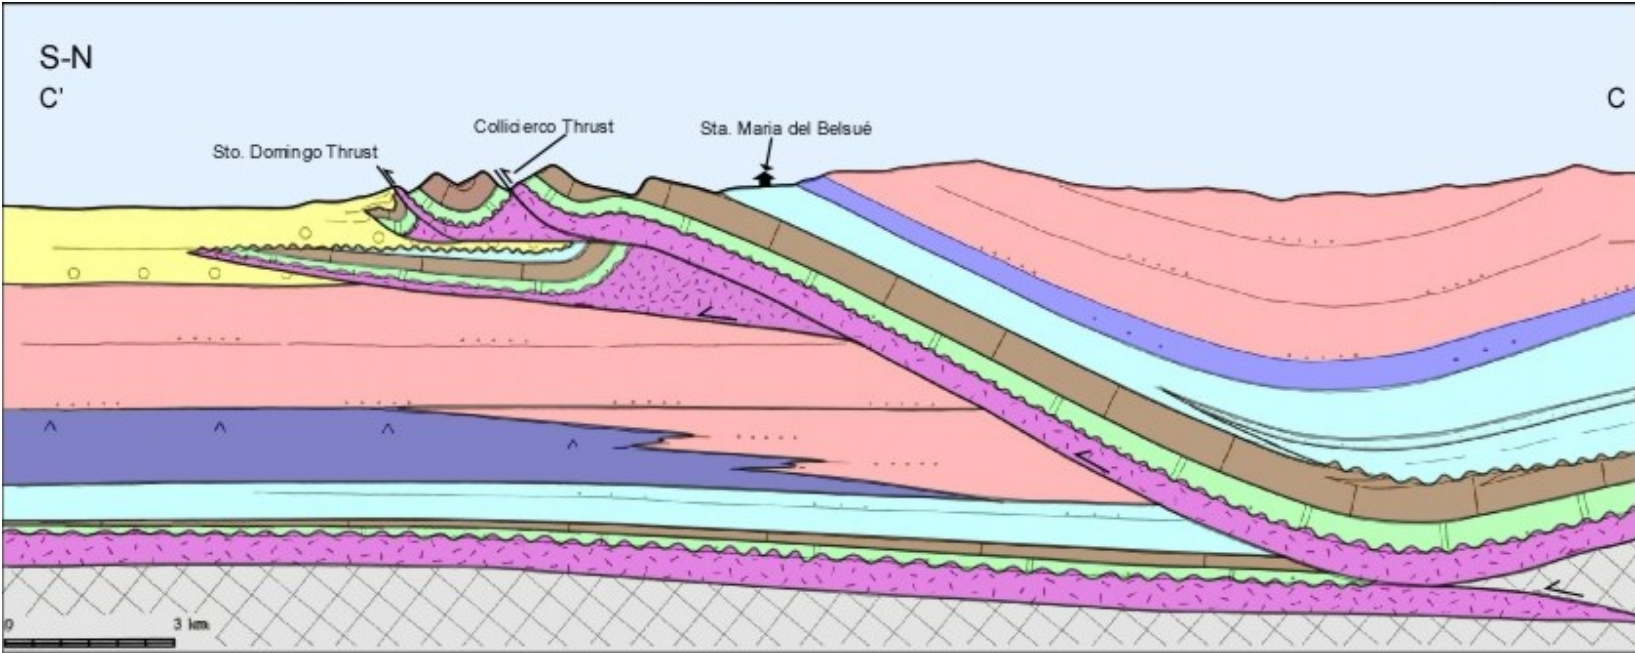 S-N
C'
C
Collicierco Thrust
Sta. Maria del Belsué
Sto. Domingo Thrust
0
3 km